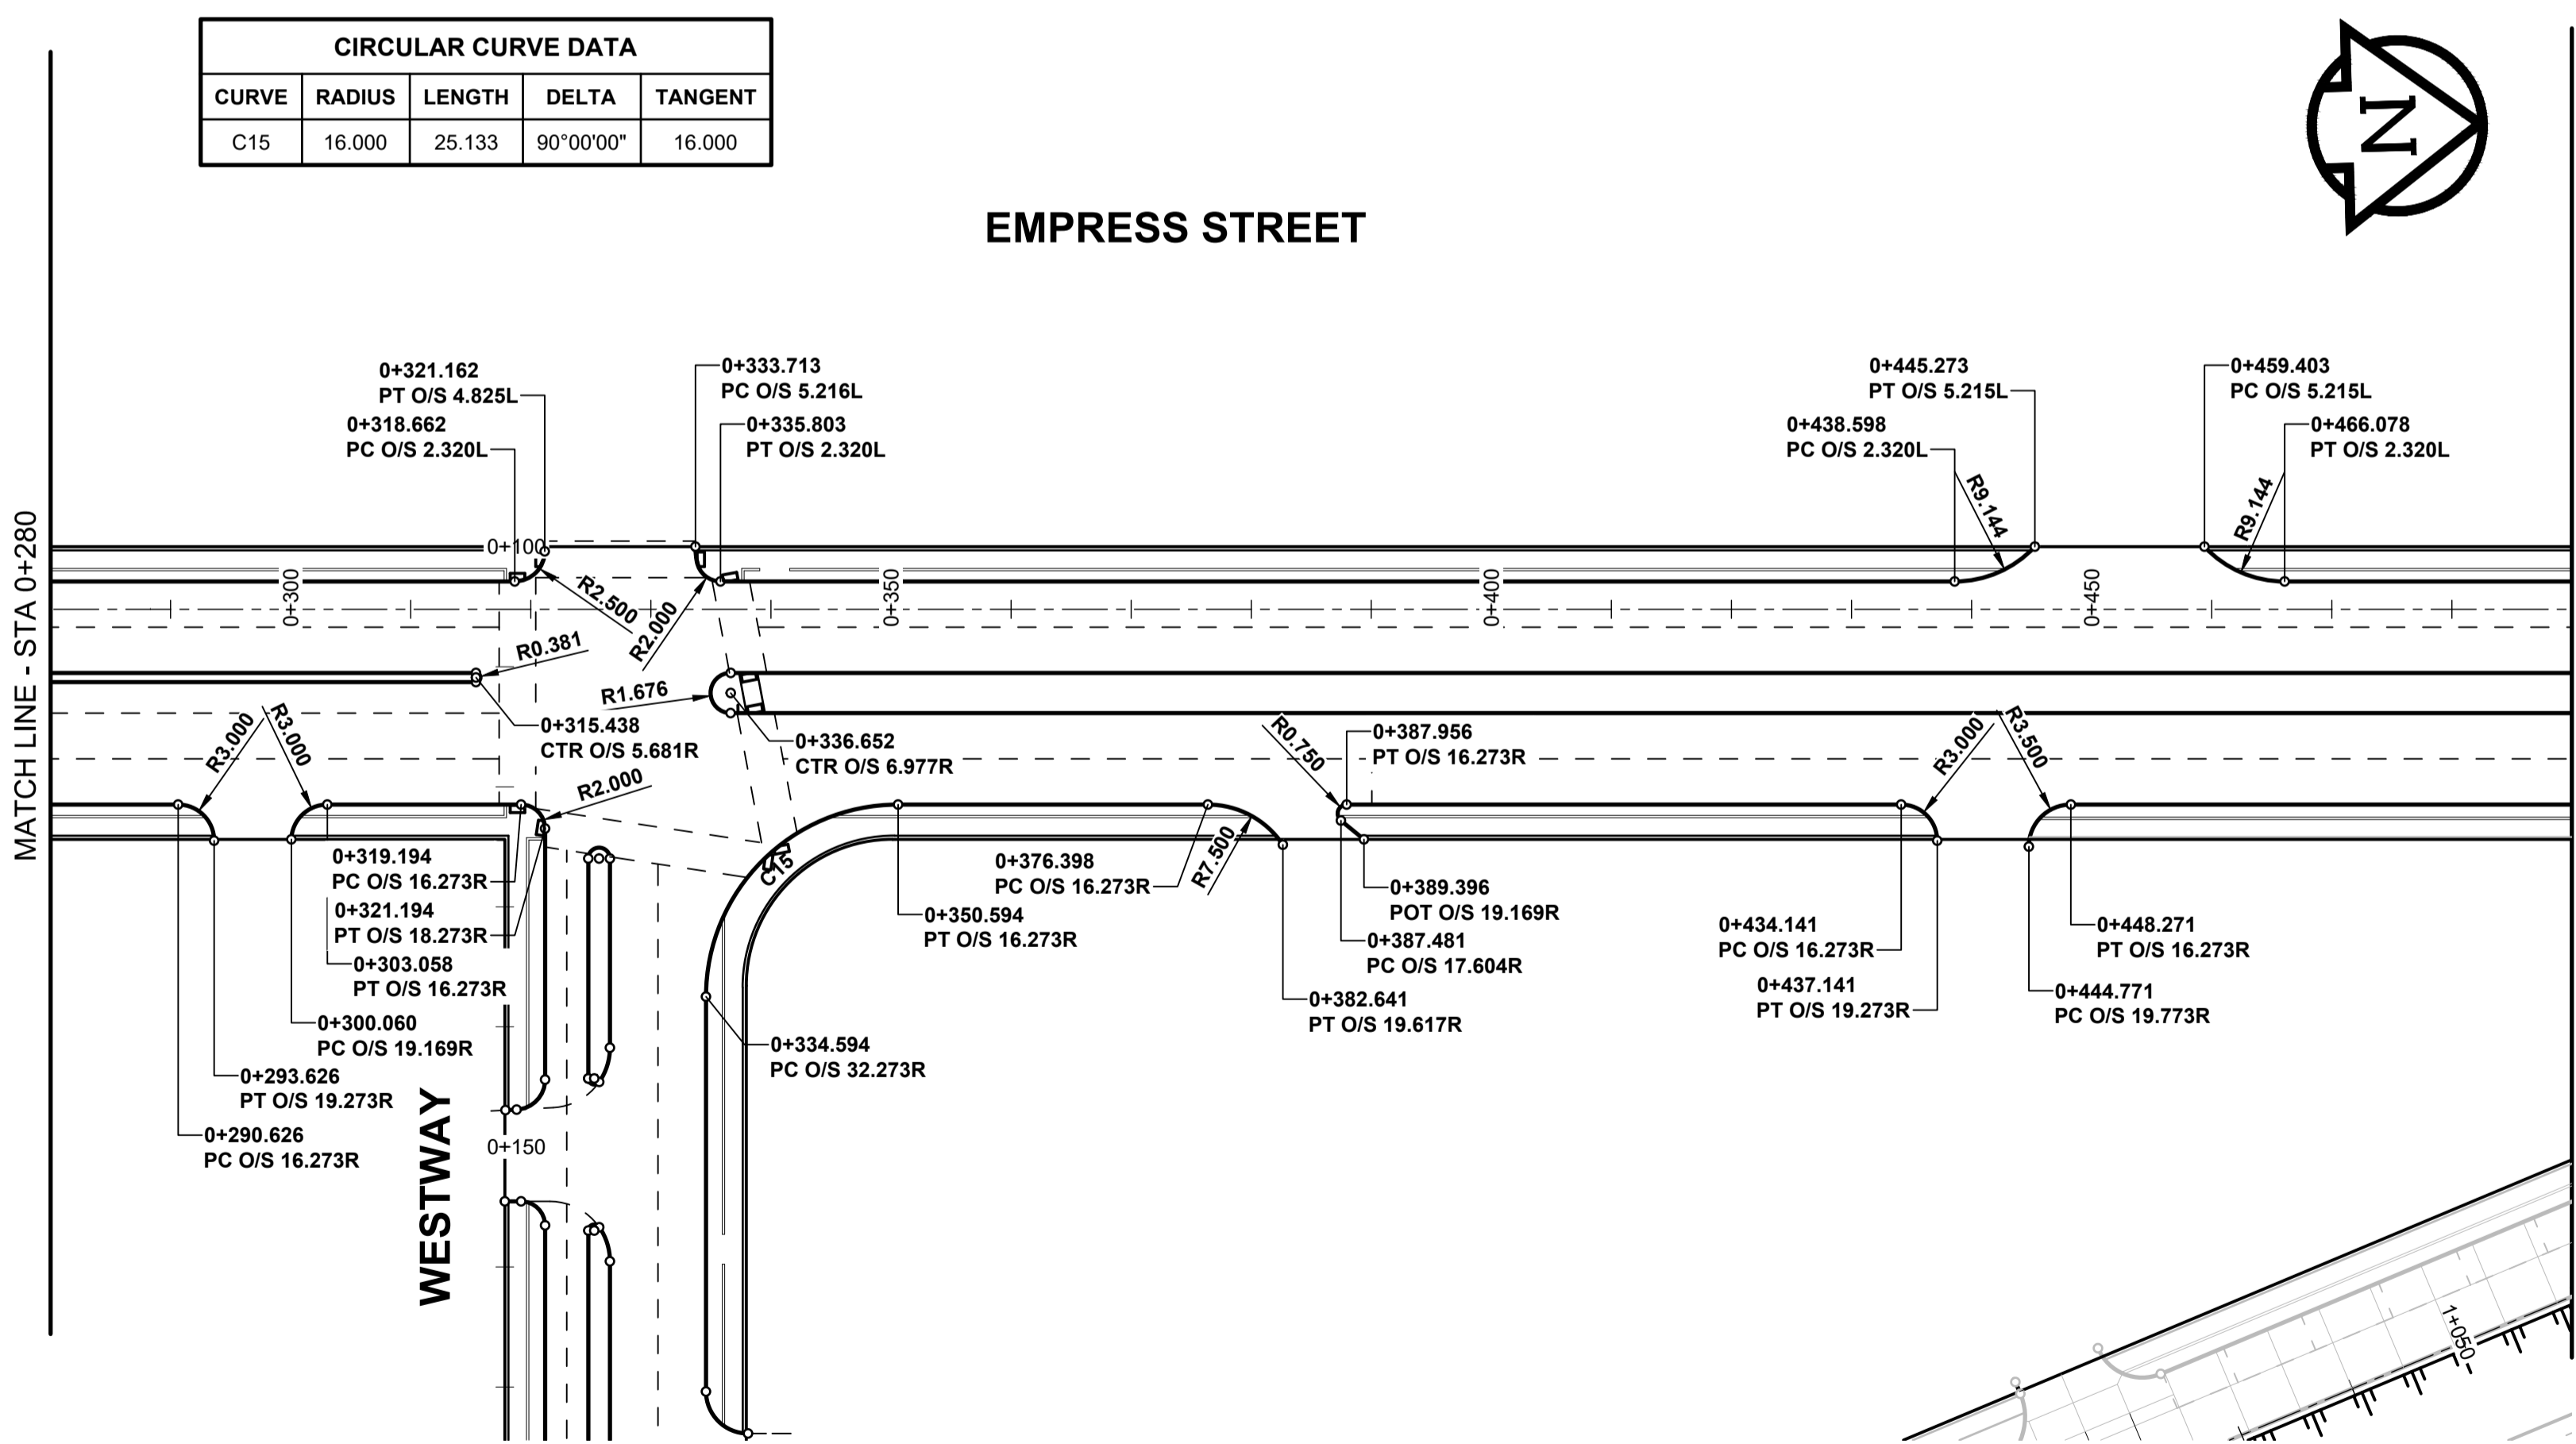 CIRCULAR CURVE DATA
CURVE RADIUS LENGTH DELTA TANGENT
C15 16.000 25.133 90°00'00" 16.000
N
EMPRESS STREET
0+321.162
PT O/S 4.825L
0+318.662
PC O/S 2.320L
0+333.713
PC O/S 5.216L
0+335.803
PT O/S 2.320L
0+445.273
PT O/S 5.215L
0+438.598
PC O/S 2.320L
0+459.403
PC O/S 5.215L
0+466.078
PT O/S 2.320L
R9.144
R9.144
MATCH LINE - STA 0+280
0+100
0+300
0+350
0+400
0+450
R2.500
R2.000
R0.381
R1.676
0+315.438
CTR O/S 5.681R
0+336.652
CTR O/S 6.977R
R3.000
R3.000
R2.000
R0.750
0+387.956
PT O/S 16.273R
R3.000
R3.500
C15
R7.500
0+319.194
PC O/S 16.273R
0+321.194
PT O/S 18.273R
0+303.058
PT O/S 16.273R
0+300.060
PC O/S 19.169R
0+293.626
PT O/S 19.273R
0+290.626
PC O/S 16.273R
0+376.398
PC O/S 16.273R
0+350.594
PT O/S 16.273R
0+334.594
PC O/S 32.273R
0+389.396
POT O/S 19.169R
0+387.481
PC O/S 17.604R
0+382.641
PT O/S 19.617R
0+434.141
PC O/S 16.273R
0+437.141
PT O/S 19.273R
0+448.271
PT O/S 16.273R
0+444.771
PC O/S 19.773R
WESTWAY
0+150
1+050